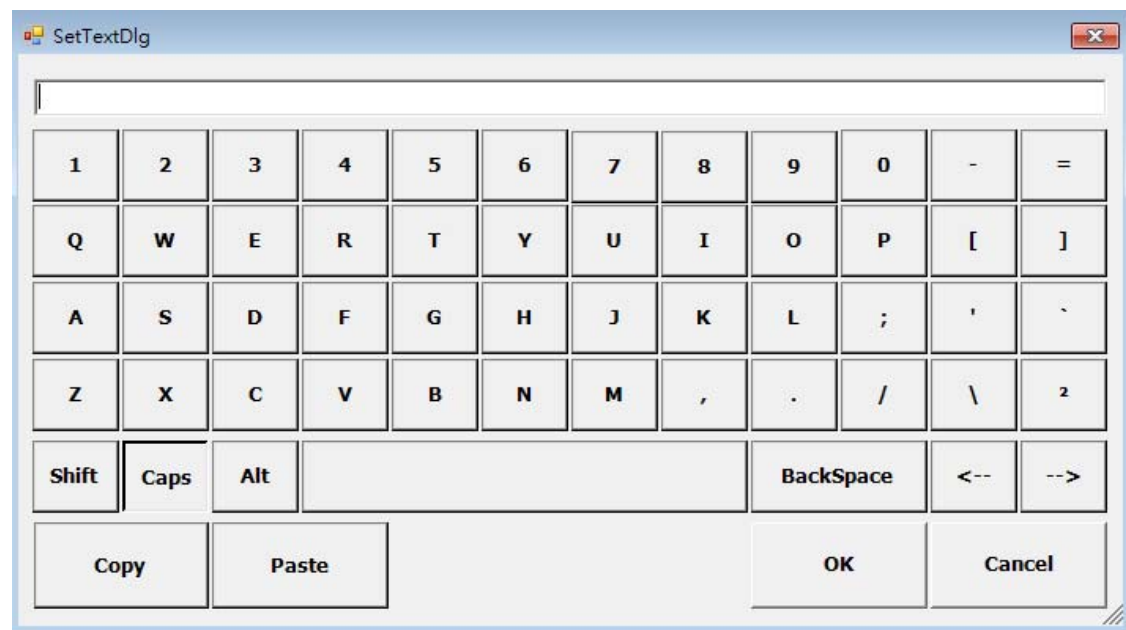 SetTextDlg
1 2 3 4 5 6 7 8 9 0 - =
Q W E R T Y U I O P [ ]
A S D F G H J K L ; ' `
Z X C V B N M , . / \ ²
Shift Caps Alt BackSpace <-- -->
Copy Paste OK Cancel